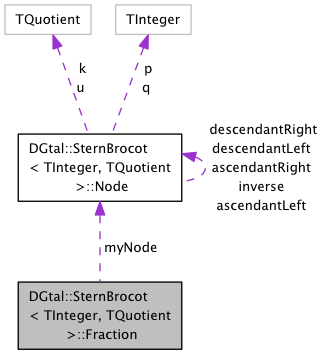 TQuotient
TInteger
k
u
p
q
DGtal::SternBrocot
< TInteger, TQuotient
>::Node
descendantRight
descendantLeft
ascendantRight
inverse
ascendantLeft
myNode
DGtal::SternBrocot
< TInteger, TQuotient
>::Fraction